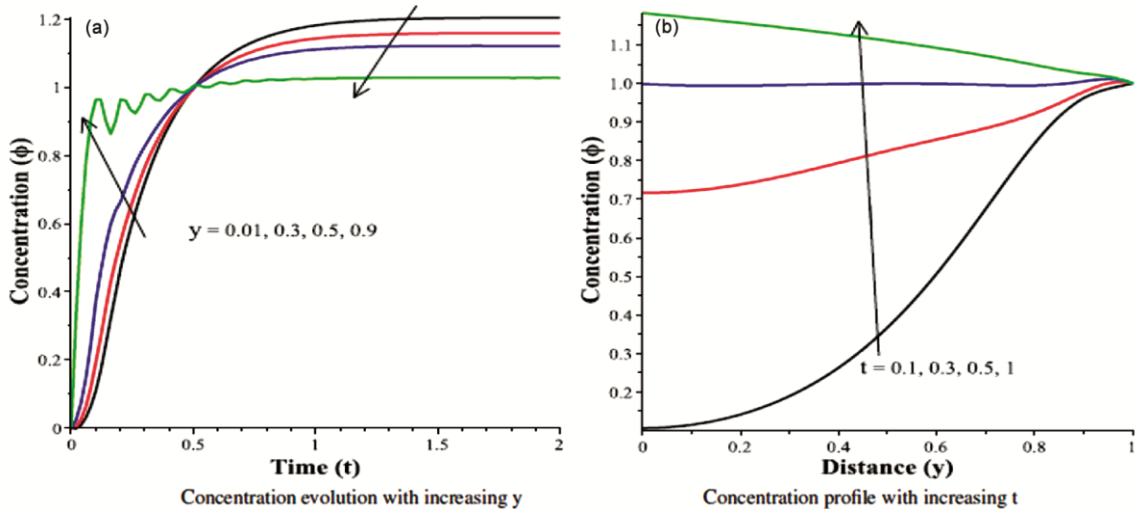 (a)
1.2
1
0.8
0.6
0.4
0.2
0
Concentration (ϕ)
y = 0.01, 0.3, 0.5, 0.9
0
0.5
1
1.5
2
Time (t)
Concentration evolution with increasing y
(b)
1.1
1.0
0.9
0.8
0.7
0.6
0.5
0.4
0.3
0.2
Concentration (ϕ)
t = 0.1, 0.3, 0.5, 1
0
0.2
0.4
0.6
0.8
1
Distance (y)
Concentration profile with increasing t